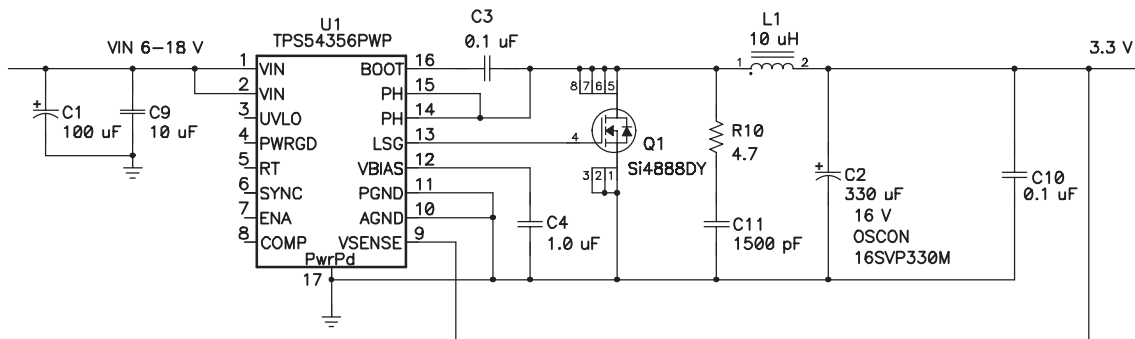 C3
0.1 uF
U1
TPS54356PWP
L1
10 uH
VIN 6–18 V
3.3 V
1 VIN BOOT 16
2 VIN PH 15
3 UVLO PH 14
4 PWRGD LSG 13
5 RT VBIAS 12
6 SYNC PGND 11
7 ENA AGND 10
8 COMP VSENSE 9
PwrPd
17
+
C1
100 uF
C9
10 uF
8 7 6 5
4
Q1
Si4888DY
3 2 1
C4
1.0 uF
1 2
R10
4.7
C11
1500 pF
+
C2
330 uF
16 V
OSCON
16SVP330M
C10
0.1 uF